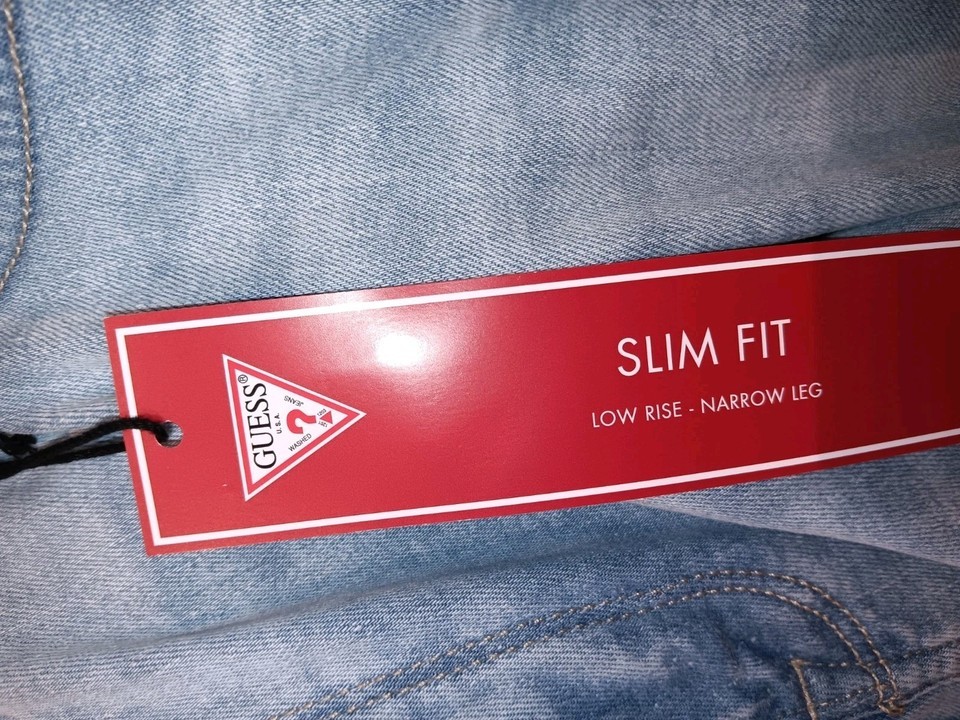 GUESS®
U.S.A.
WASHED
JEANS
?
SLIM FIT
LOW RISE - NARROW LEG